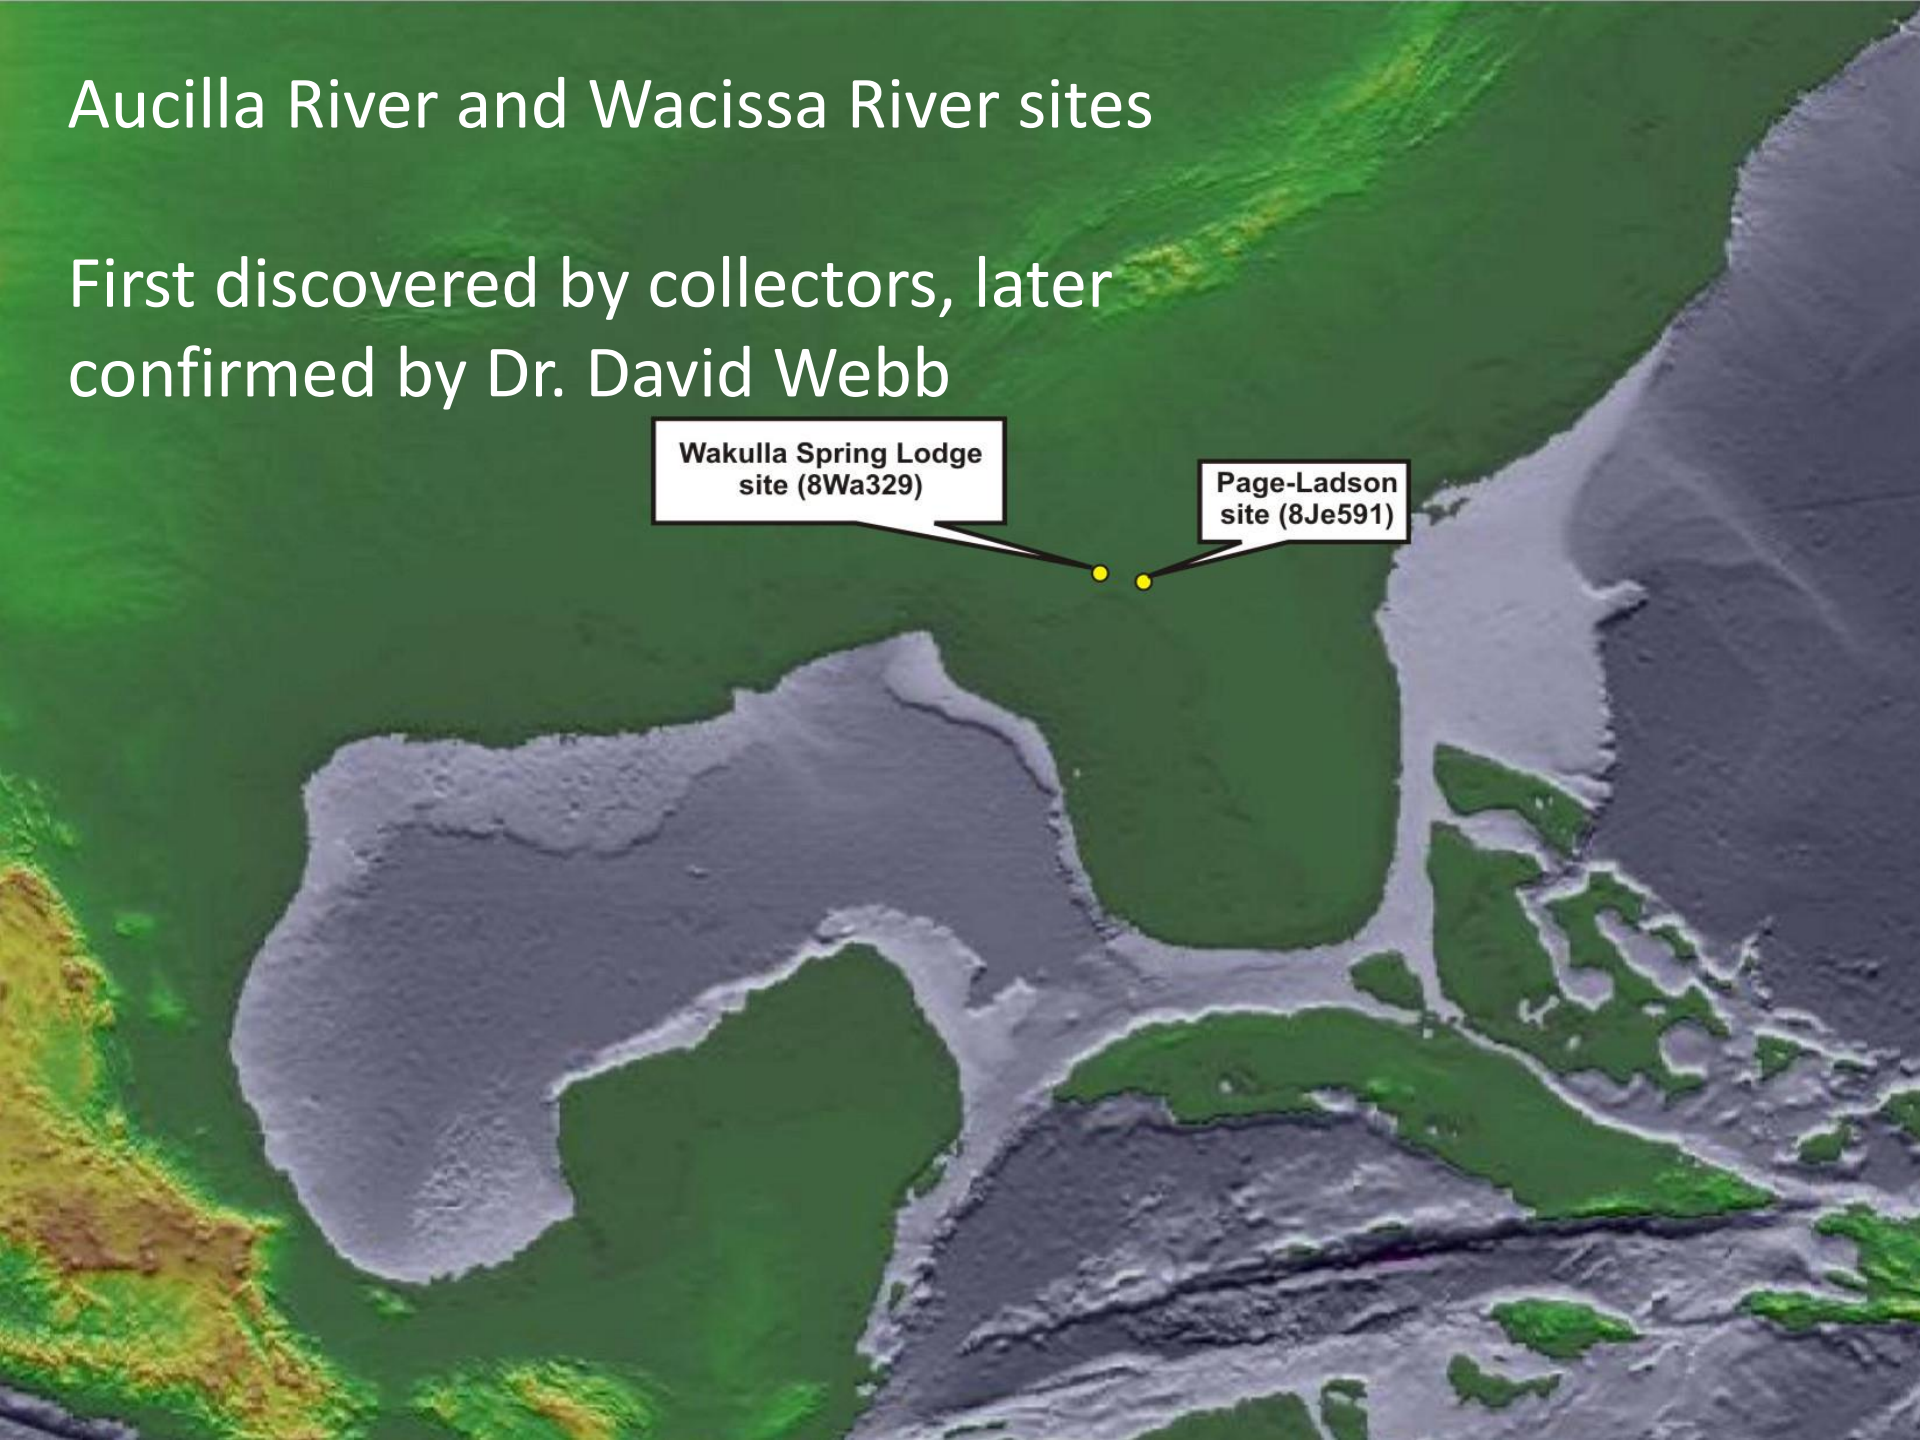 Aucilla River and Wacissa River sites
First discovered by collectors, later
confirmed by Dr. David Webb
Wakulla Spring Lodge
site (8Wa329)
Page-Ladson
site (8Je591)